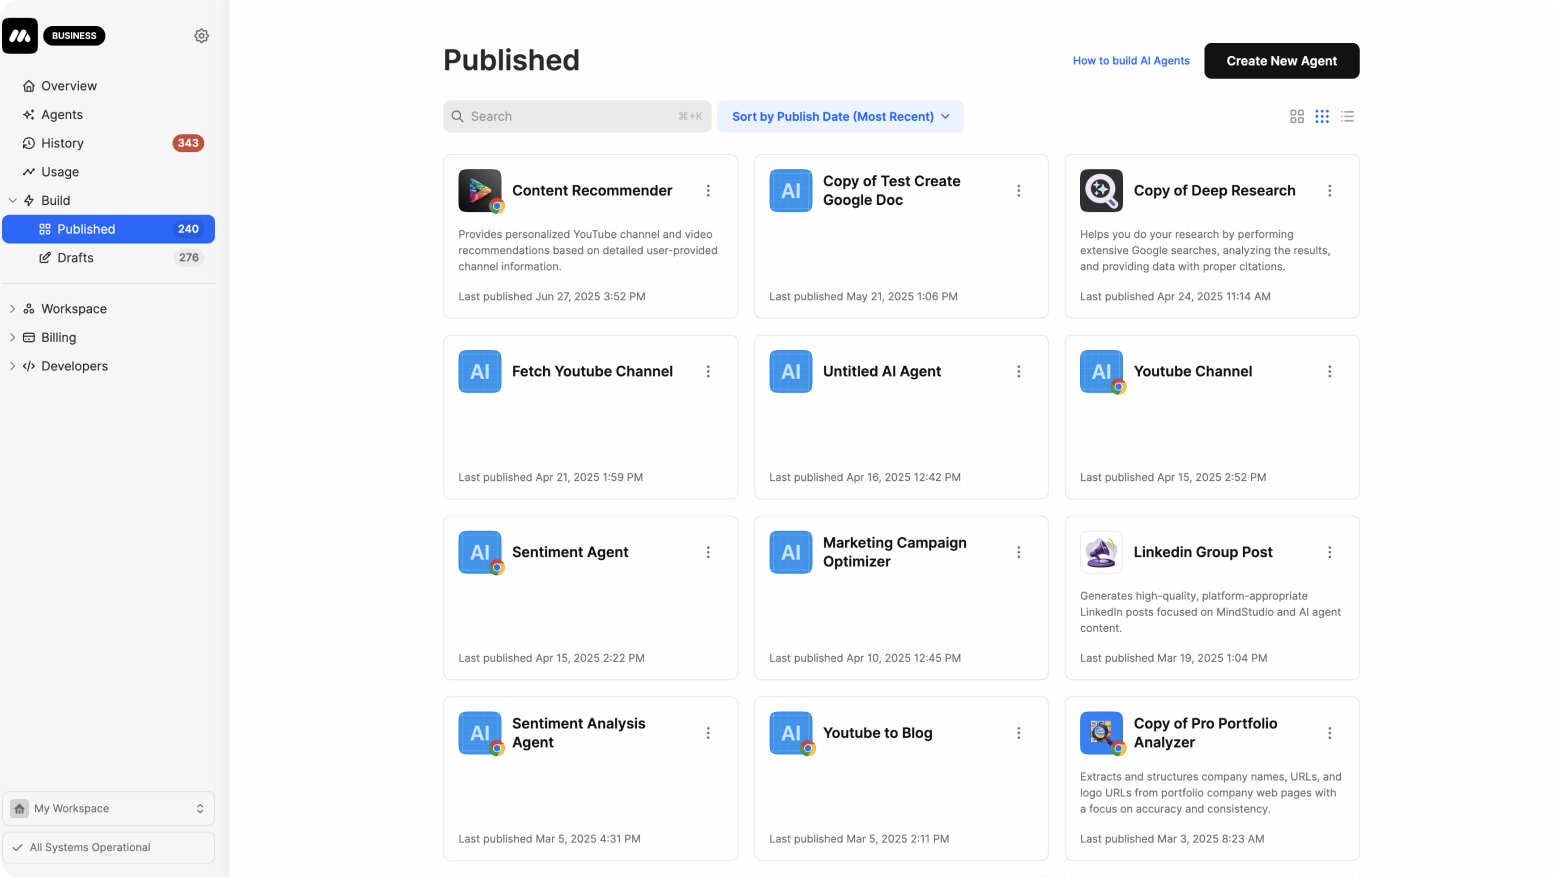 BUSINESS
Overview
Agents
History 343
Usage
Build
Published 240
Drafts 276
Workspace
Billing
Developers
My Workspace
All Systems Operational
Published
How to build AI Agents
Create New Agent
Search ⌘+K
Sort by Publish Date (Most Recent)
Content Recommender
Provides personalized YouTube channel and video
recommendations based on detailed user-provided
channel information.
Last published Jun 27, 2025 3:52 PM
AI
Copy of Test Create
Google Doc
Last published May 21, 2025 1:06 PM
Copy of Deep Research
Helps you do your research by performing
extensive Google searches, analyzing the results,
and providing data with proper citations.
Last published Apr 24, 2025 11:14 AM
AI
Fetch Youtube Channel
Last published Apr 21, 2025 1:59 PM
AI
Untitled AI Agent
Last published Apr 16, 2025 12:42 PM
AI
Youtube Channel
Last published Apr 15, 2025 2:52 PM
AI
Sentiment Agent
Last published Apr 15, 2025 2:22 PM
AI
Marketing Campaign
Optimizer
Last published Apr 10, 2025 12:45 PM
Linkedin Group Post
Generates high-quality, platform-appropriate
LinkedIn posts focused on MindStudio and AI agent
content.
Last published Mar 19, 2025 1:04 PM
AI
Sentiment Analysis
Agent
Last published Mar 5, 2025 4:31 PM
AI
Youtube to Blog
Last published Mar 5, 2025 2:11 PM
Copy of Pro Portfolio
Analyzer
Extracts and structures company names, URLs, and
logo URLs from portfolio company web pages with
a focus on accuracy and consistency.
Last published Mar 3, 2025 8:23 AM